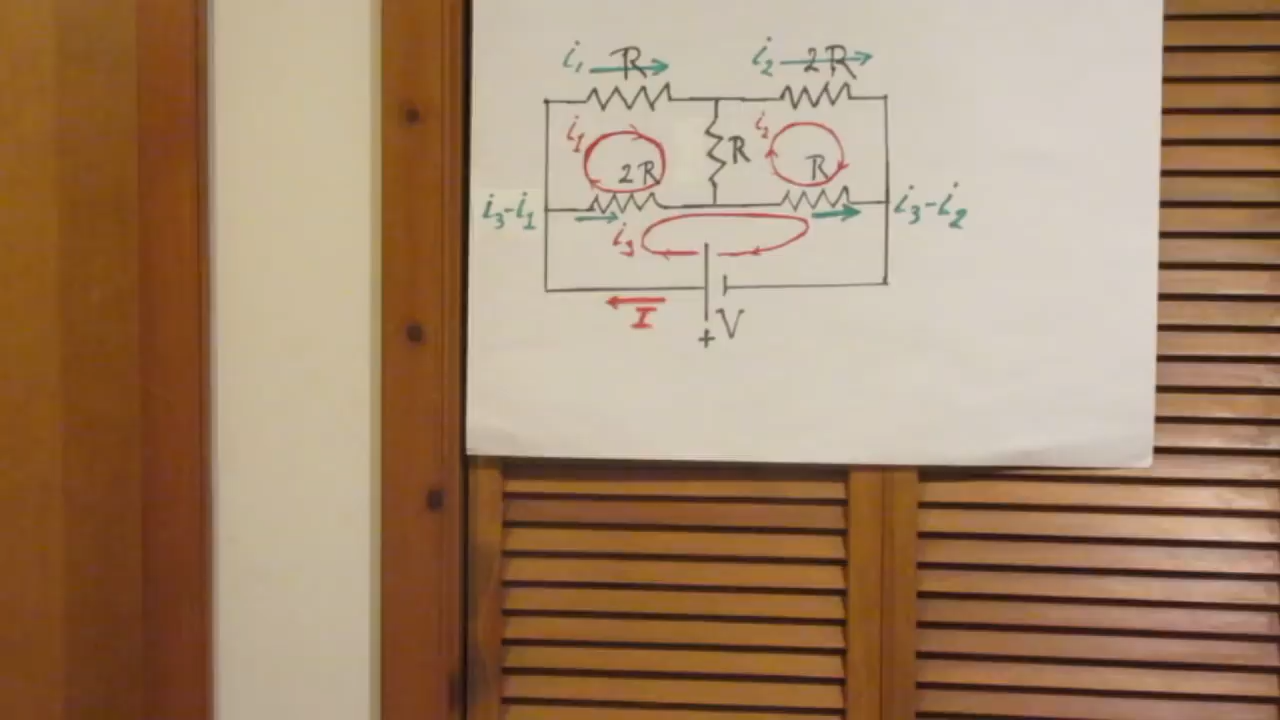 i₁ R i₂ 2R
i₁ R i₂
2R R
i₃-i₁ i₃-i₂
i₃
I V
+